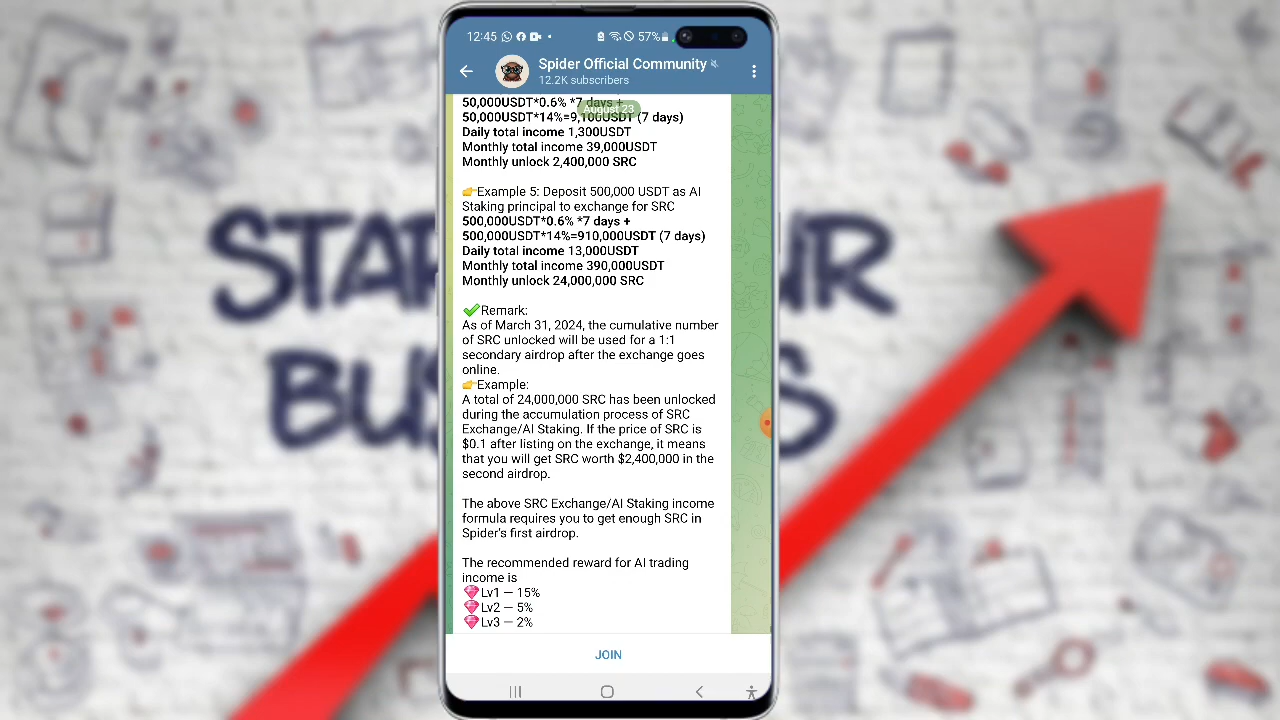 12:45
57%
Spider Official Community
12.2K subscribers
50,000USDT*0.6% *7 days +
August 23
50,000USDT*14%=9,100USDT (7 days)
Daily total income 1,300USDT
Monthly total income 39,000USDT
Monthly unlock 2,400,000 SRC
👉Example 5: Deposit 500,000 USDT as AI
Staking principal to exchange for SRC
500,000USDT*0.6% *7 days +
500,000USDT*14%=910,000USDT (7 days)
Daily total income 13,000USDT
Monthly total income 390,000USDT
Monthly unlock 24,000,000 SRC
✅Remark:
As of March 31, 2024, the cumulative number
of SRC unlocked will be used for a 1:1
secondary airdrop after the exchange goes
online.
👉Example:
A total of 24,000,000 SRC has been unlocked
during the accumulation process of SRC
Exchange/AI Staking. If the price of SRC is
$0.1 after listing on the exchange, it means
that you will get SRC worth $2,400,000 in the
second airdrop.
The above SRC Exchange/AI Staking income
formula requires you to get enough SRC in
Spider's first airdrop.
The recommended reward for AI trading
income is
💎Lv1 — 15%
💎Lv2 — 5%
💎Lv3 — 2%
JOIN